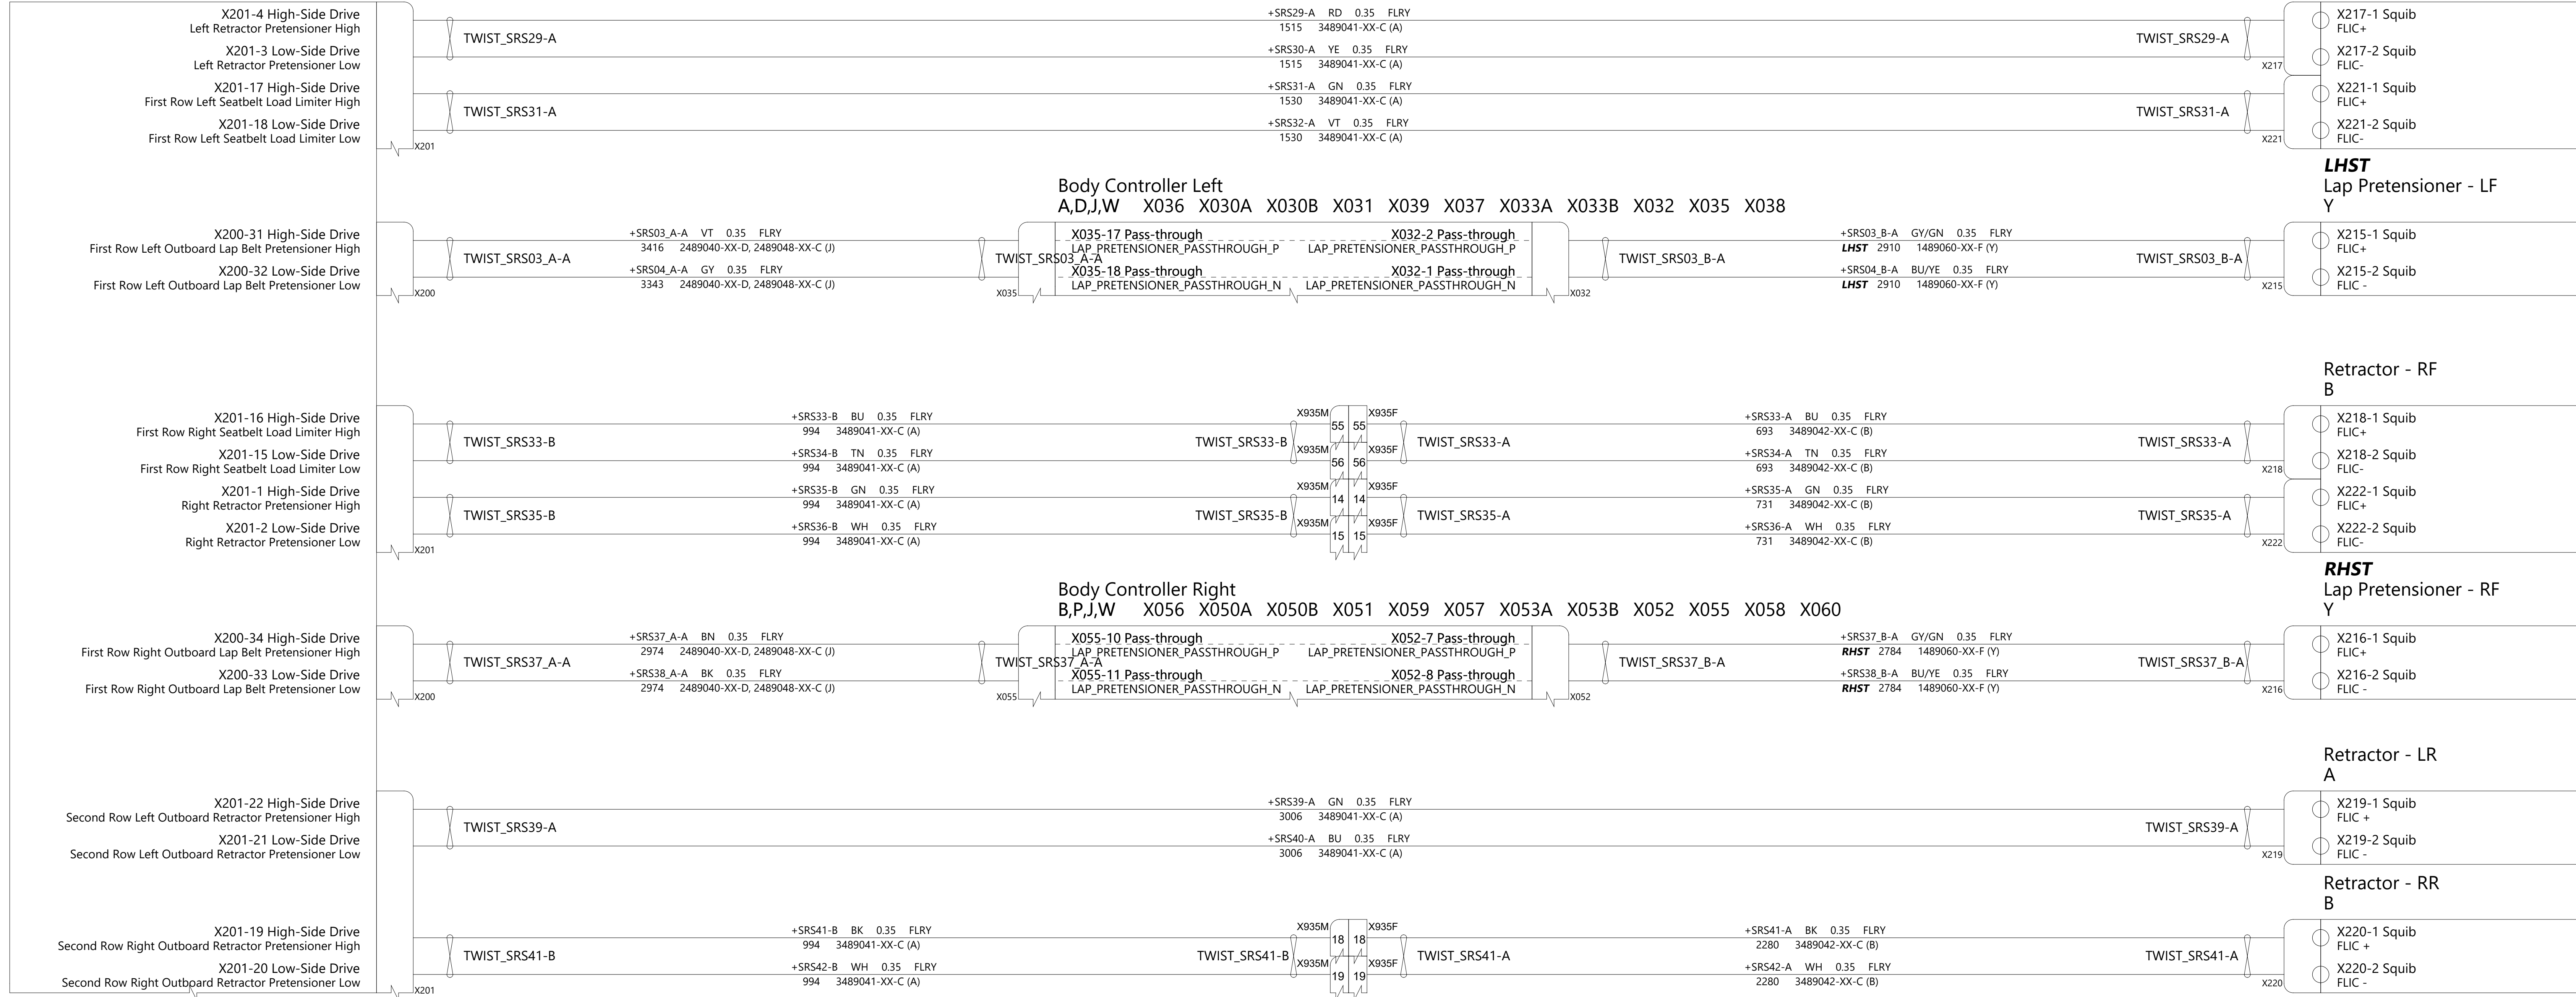 X201-4 High-Side Drive
Left Retractor Pretensioner High
X201-3 Low-Side Drive
Left Retractor Pretensioner Low
X201-17 High-Side Drive
First Row Left Seatbelt Load Limiter High
X201-18 Low-Side Drive
First Row Left Seatbelt Load Limiter Low
X201
TWIST_SRS29-A
TWIST_SRS31-A
+SRS29-A RD 0.35 FLRY
1515 3489041-XX-C (A)
+SRS30-A YE 0.35 FLRY
1515 3489041-XX-C (A)
+SRS31-A GN 0.35 FLRY
1530 3489041-XX-C (A)
+SRS32-A VT 0.35 FLRY
1530 3489041-XX-C (A)
TWIST_SRS29-A
TWIST_SRS31-A
X217
X221
X217-1 Squib
FLIC+
X217-2 Squib
FLIC-
X221-1 Squib
FLIC+
X221-2 Squib
FLIC-
X200-31 High-Side Drive
First Row Left Outboard Lap Belt Pretensioner High
X200-32 Low-Side Drive
First Row Left Outboard Lap Belt Pretensioner Low
X200
TWIST_SRS03_A-A
+SRS03_A-A VT 0.35 FLRY
3416 2489040-XX-D, 2489048-XX-C (J)
+SRS04_A-A GY 0.35 FLRY
3343 2489040-XX-D, 2489048-XX-C (J)
TWIST_SRS03_A-A
X035
Body Controller Left
A,D,J,W X036 X030A X030B X031 X039 X037 X033A X033B X032 X035 X038
X035-17 Pass-through
LAP_PRETENSIONER_PASSTHROUGH_P
X035-18 Pass-through
LAP_PRETENSIONER_PASSTHROUGH_N
X032-2 Pass-through
LAP_PRETENSIONER_PASSTHROUGH_P
X032-1 Pass-through
LAP_PRETENSIONER_PASSTHROUGH_N
X032
TWIST_SRS03_B-A
+SRS03_B-A GY/GN 0.35 FLRY
LHST 2910 1489060-XX-F (Y)
+SRS04_B-A BU/YE 0.35 FLRY
LHST 2910 1489060-XX-F (Y)
TWIST_SRS03_B-A
X215
LHST
Lap Pretensioner - LF
Y
X215-1 Squib
FLIC+
X215-2 Squib
FLIC -
X201-16 High-Side Drive
First Row Right Seatbelt Load Limiter High
X201-15 Low-Side Drive
First Row Right Seatbelt Load Limiter Low
X201-1 High-Side Drive
Right Retractor Pretensioner High
X201-2 Low-Side Drive
Right Retractor Pretensioner Low
X201
TWIST_SRS33-B
TWIST_SRS35-B
+SRS33-B BU 0.35 FLRY
994 3489041-XX-C (A)
+SRS34-B TN 0.35 FLRY
994 3489041-XX-C (A)
+SRS35-B GN 0.35 FLRY
994 3489041-XX-C (A)
+SRS36-B WH 0.35 FLRY
994 3489041-XX-C (A)
TWIST_SRS33-B
TWIST_SRS35-B
X935M X935F
55 55
X935M X935F
56 56
X935M X935F
14 14
X935M X935F
15 15
TWIST_SRS33-A
TWIST_SRS35-A
+SRS33-A BU 0.35 FLRY
693 3489042-XX-C (B)
+SRS34-A TN 0.35 FLRY
693 3489042-XX-C (B)
+SRS35-A GN 0.35 FLRY
731 3489042-XX-C (B)
+SRS36-A WH 0.35 FLRY
731 3489042-XX-C (B)
TWIST_SRS33-A
TWIST_SRS35-A
X218
X222
Retractor - RF
B
X218-1 Squib
FLIC+
X218-2 Squib
FLIC-
X222-1 Squib
FLIC+
X222-2 Squib
FLIC-
X200-34 High-Side Drive
First Row Right Outboard Lap Belt Pretensioner High
X200-33 Low-Side Drive
First Row Right Outboard Lap Belt Pretensioner Low
X200
TWIST_SRS37_A-A
+SRS37_A-A BN 0.35 FLRY
2974 2489040-XX-D, 2489048-XX-C (J)
+SRS38_A-A BK 0.35 FLRY
2974 2489040-XX-D, 2489048-XX-C (J)
TWIST_SRS37_A-A
X055
Body Controller Right
B,P,J,W X056 X050A X050B X051 X059 X057 X053A X053B X052 X055 X058 X060
X055-10 Pass-through
LAP_PRETENSIONER_PASSTHROUGH_P
X055-11 Pass-through
LAP_PRETENSIONER_PASSTHROUGH_N
X052-7 Pass-through
LAP_PRETENSIONER_PASSTHROUGH_P
X052-8 Pass-through
LAP_PRETENSIONER_PASSTHROUGH_N
X052
TWIST_SRS37_B-A
+SRS37_B-A GY/GN 0.35 FLRY
RHST 2784 1489060-XX-F (Y)
+SRS38_B-A BU/YE 0.35 FLRY
RHST 2784 1489060-XX-F (Y)
TWIST_SRS37_B-A
X216
RHST
Lap Pretensioner - RF
Y
X216-1 Squib
FLIC+
X216-2 Squib
FLIC -
X201-22 High-Side Drive
Second Row Left Outboard Retractor Pretensioner High
X201-21 Low-Side Drive
Second Row Left Outboard Retractor Pretensioner Low
TWIST_SRS39-A
+SRS39-A GN 0.35 FLRY
3006 3489041-XX-C (A)
+SRS40-A BU 0.35 FLRY
3006 3489041-XX-C (A)
TWIST_SRS39-A
X219
Retractor - LR
A
X219-1 Squib
FLIC +
X219-2 Squib
FLIC -
X201-19 High-Side Drive
Second Row Right Outboard Retractor Pretensioner High
X201-20 Low-Side Drive
Second Row Right Outboard Retractor Pretensioner Low
X201
TWIST_SRS41-B
+SRS41-B BK 0.35 FLRY
994 3489041-XX-C (A)
+SRS42-B WH 0.35 FLRY
994 3489041-XX-C (A)
TWIST_SRS41-B
X935M X935F
18 18
X935M X935F
19 19
TWIST_SRS41-A
+SRS41-A BK 0.35 FLRY
2280 3489042-XX-C (B)
+SRS42-A WH 0.35 FLRY
2280 3489042-XX-C (B)
TWIST_SRS41-A
X220
Retractor - RR
B
X220-1 Squib
FLIC +
X220-2 Squib
FLIC -